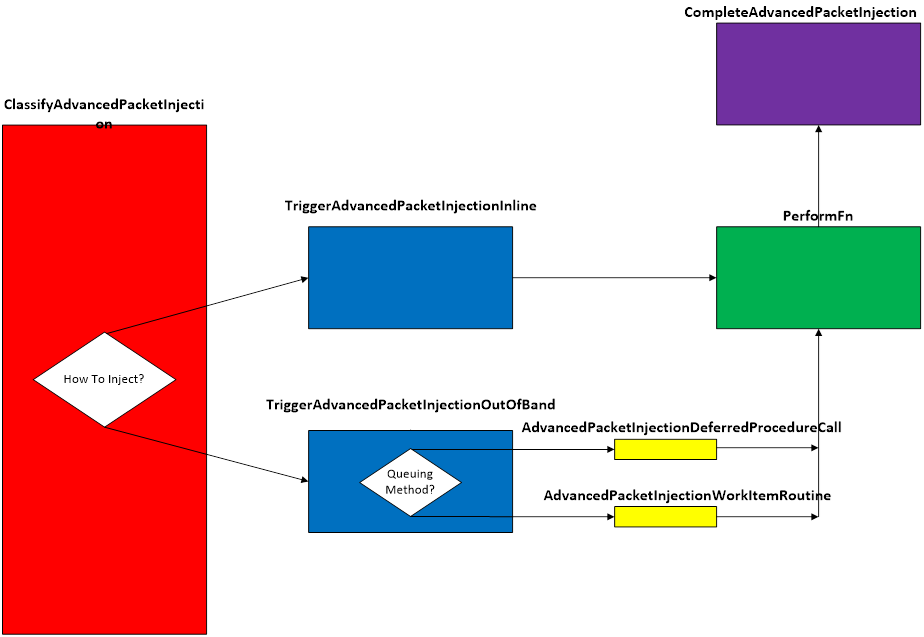 CompleteAdvancedPacketInjection
ClassifyAdvancedPacketInjecti
on
TriggerAdvancedPacketInjectionInline
PerformFn
How To Inject?
TriggerAdvancedPacketInjectionOutOfBand
AdvancedPacketInjectionDeferredProcedureCall
Queuing
Method?
AdvancedPacketInjectionWorkItemRoutine